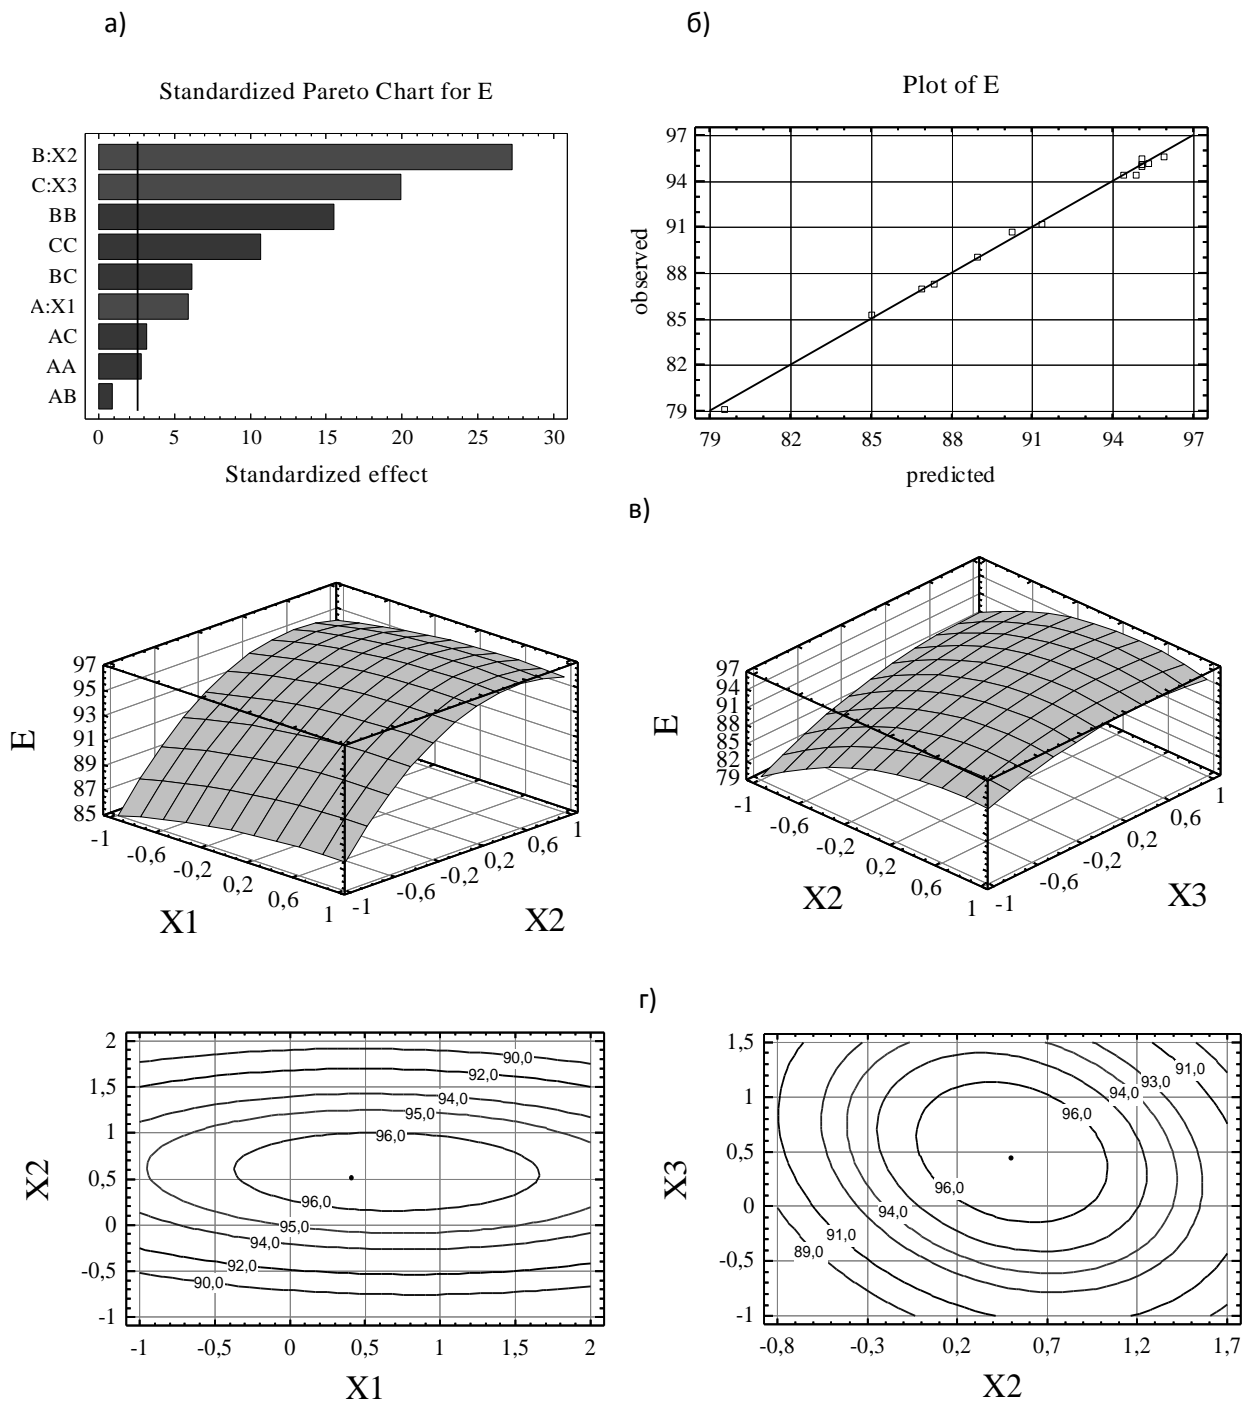 а)
б)
Standardized Pareto Chart for E
B:X2
C:X3
BB
CC
BC
A:X1
AC
AA
AB
0 5 10 15 20 25 30
Standardized effect
Plot of E
97
94
91
88
85
82
79
observed
79 82 85 88 91 94 97
predicted
в)
97
95
93
91
89
87
85
E
-1 -0,6 -0,2 0,2 0,6 1
X1
-1 -0,6 -0,2 0,2 0,6 1
X2
97
94
91
88
85
82
79
E
-1 -0,6 -0,2 0,2 0,6 1
X2
-1 -0,6 -0,2 0,2 0,6 1
X3
г)
2
1,5
1
0,5
0
-0,5
-1
X2
90,0
92,0
94,0
95,0
96,0
96,0
95,0
94,0
92,0
90,0
-1 -0,5 0 0,5 1 1,5 2
X1
1,5
1
0,5
0
-0,5
-1
X3
91,0
93,0
94,0
96,0
96,0
94,0
91,0
89,0
-0,8 -0,3 0,2 0,7 1,2 1,7
X2